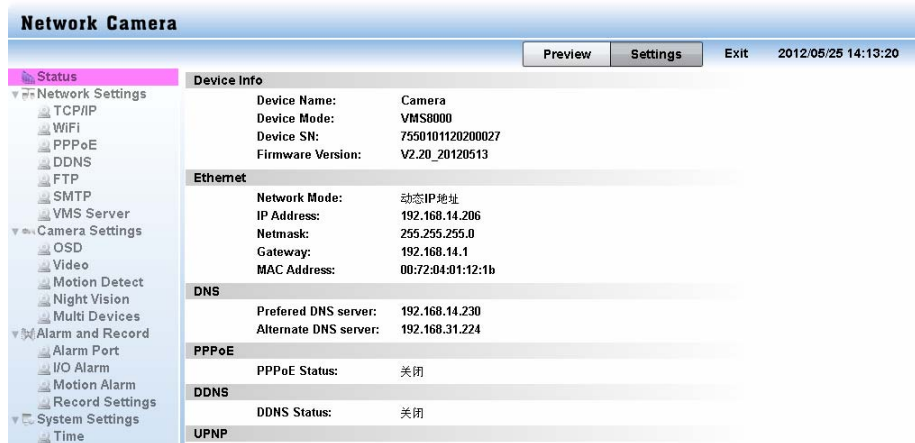 Network Camera
Preview Settings Exit 2012/05/25 14:13:20
Status
Network Settings
TCP/IP
WiFi
PPPoE
DDNS
FTP
SMTP
VMS Server
Camera Settings
OSD
Video
Motion Detect
Night Vision
Multi Devices
Alarm and Record
Alarm Port
I/O Alarm
Motion Alarm
Record Settings
System Settings
Time
Device Info
Device Name: Camera
Device Mode: VMS8000
Device SN: 7550101120200027
Firmware Version: V2.20_20120513
Ethernet
Network Mode: 动态IP地址
IP Address: 192.168.14.206
Netmask: 255.255.255.0
Gateway: 192.168.14.1
MAC Address: 00:72:04:01:12:1b
DNS
Prefered DNS server: 192.168.14.230
Alternate DNS server: 192.168.31.224
PPPoE
PPPoE Status: 关闭
DDNS
DDNS Status: 关闭
UPNP